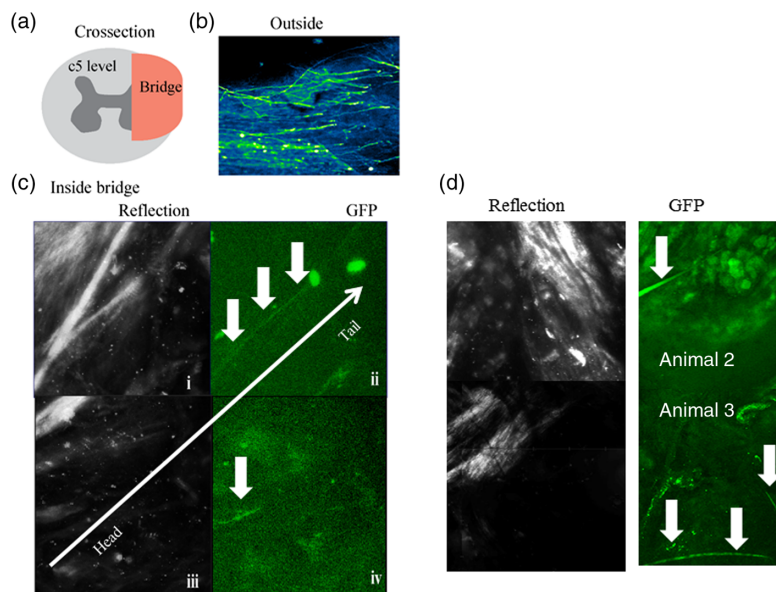 (a)
Crossection
c5 level
Bridge
(b)
Outside
(c)
Inside bridge
Reflection
GFP
i
ii
Tail
Head
iii
iv
(d)
Reflection
GFP
Animal 2
Animal 3